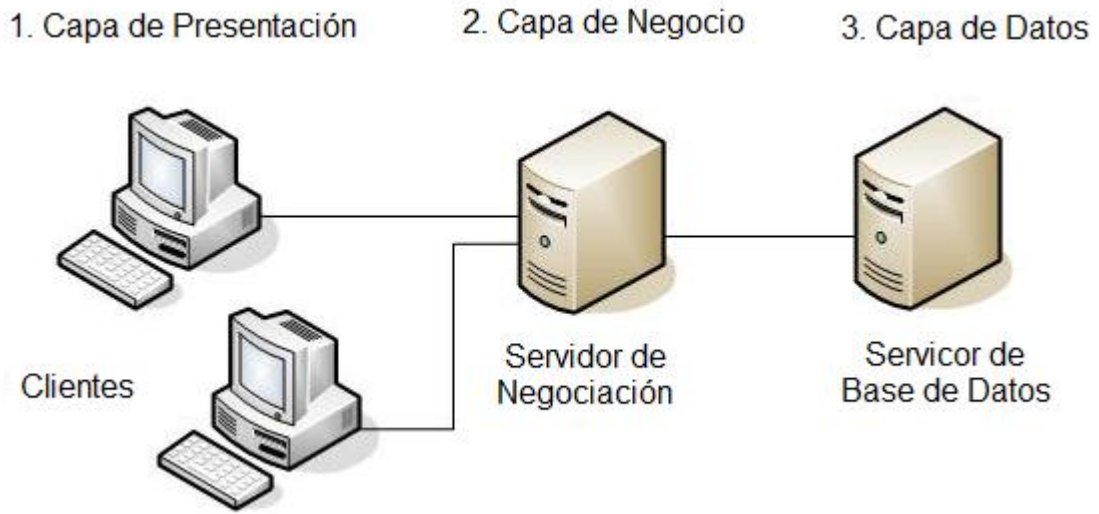 1. Capa de Presentación
2. Capa de Negocio
3. Capa de Datos
Clientes
Servidor de
Negociación
Servicor de
Base de Datos